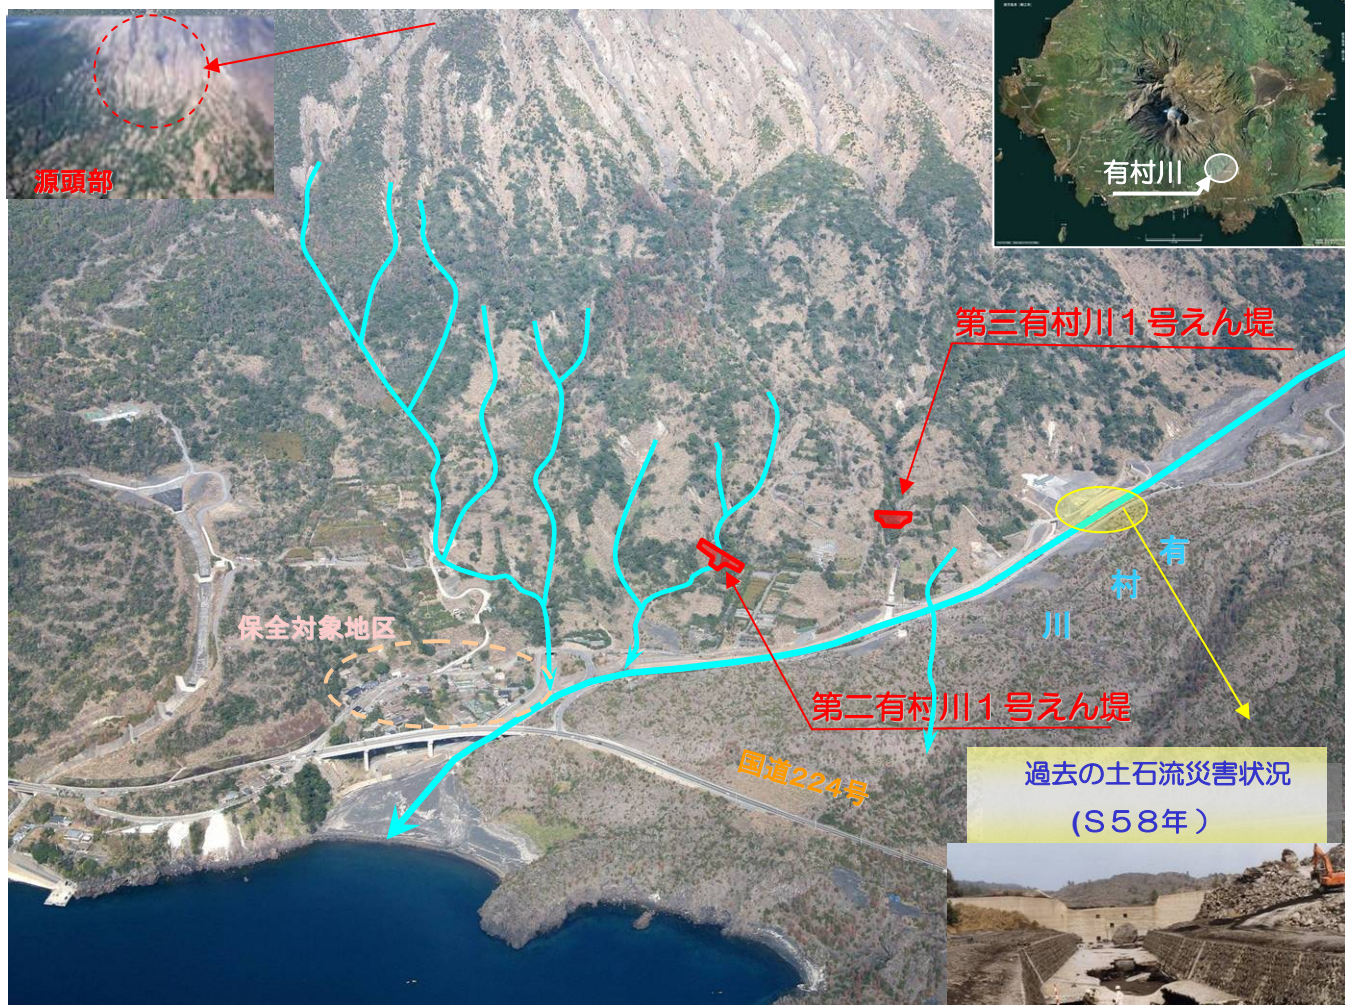 源頭部
有村川
第三有村川1号えん堤
有
村
川
保全対象地区
第二有村川1号えん堤
国道224号
過去の土石流災害状況
(S58年)